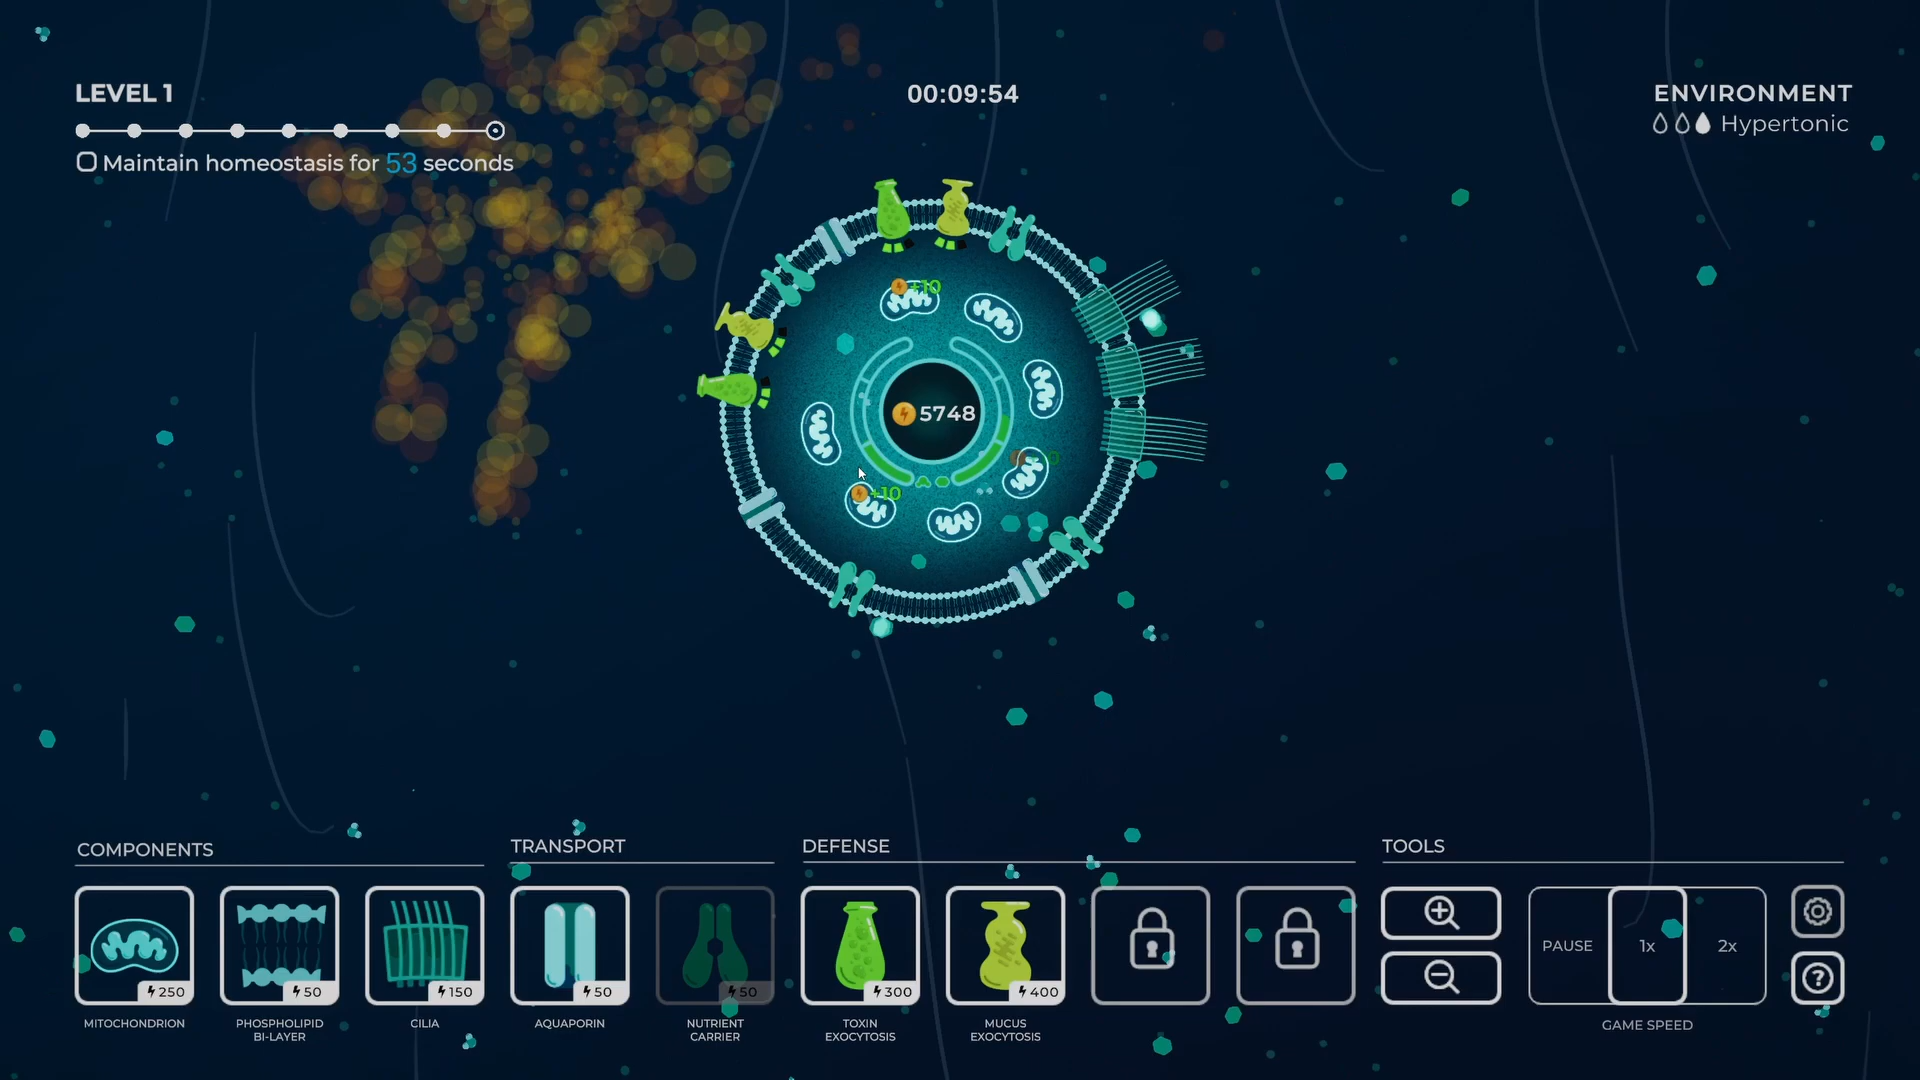 LEVEL 1
Maintain homeostasis for 53 seconds
00:09:54
ENVIRONMENT
Hypertonic
+10
5748
+10
COMPONENTS
TRANSPORT
DEFENSE
TOOLS
250
50
150
50
50
300
400
PAUSE
1x
2x
MITOCHONDRION
PHOSPHOLIPID
BI-LAYER
CILIA
AQUAPORIN
NUTRIENT
CARRIER
TOXIN
EXOCYTOSIS
MUCUS
EXOCYTOSIS
GAME SPEED